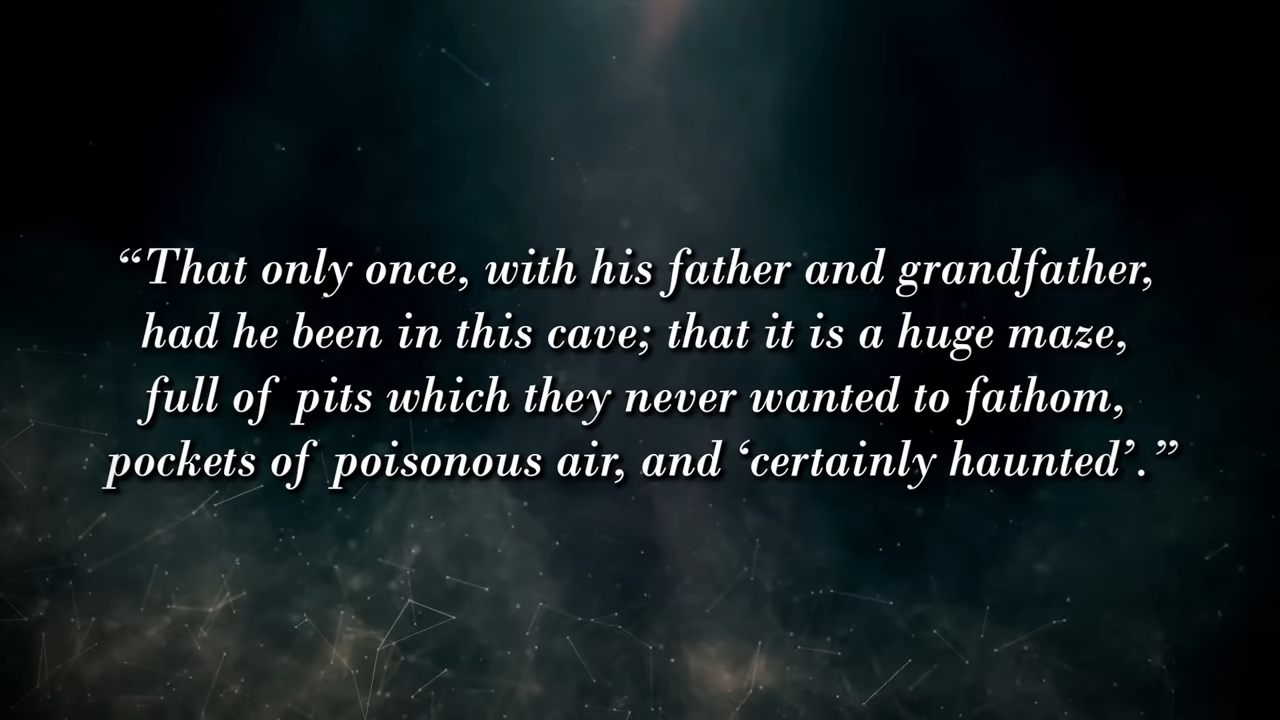 “That only once, with his father and grandfather,
had he been in this cave; that it is a huge maze,
full of pits which they never wanted to fathom,
pockets of poisonous air, and ‘certainly haunted’.”